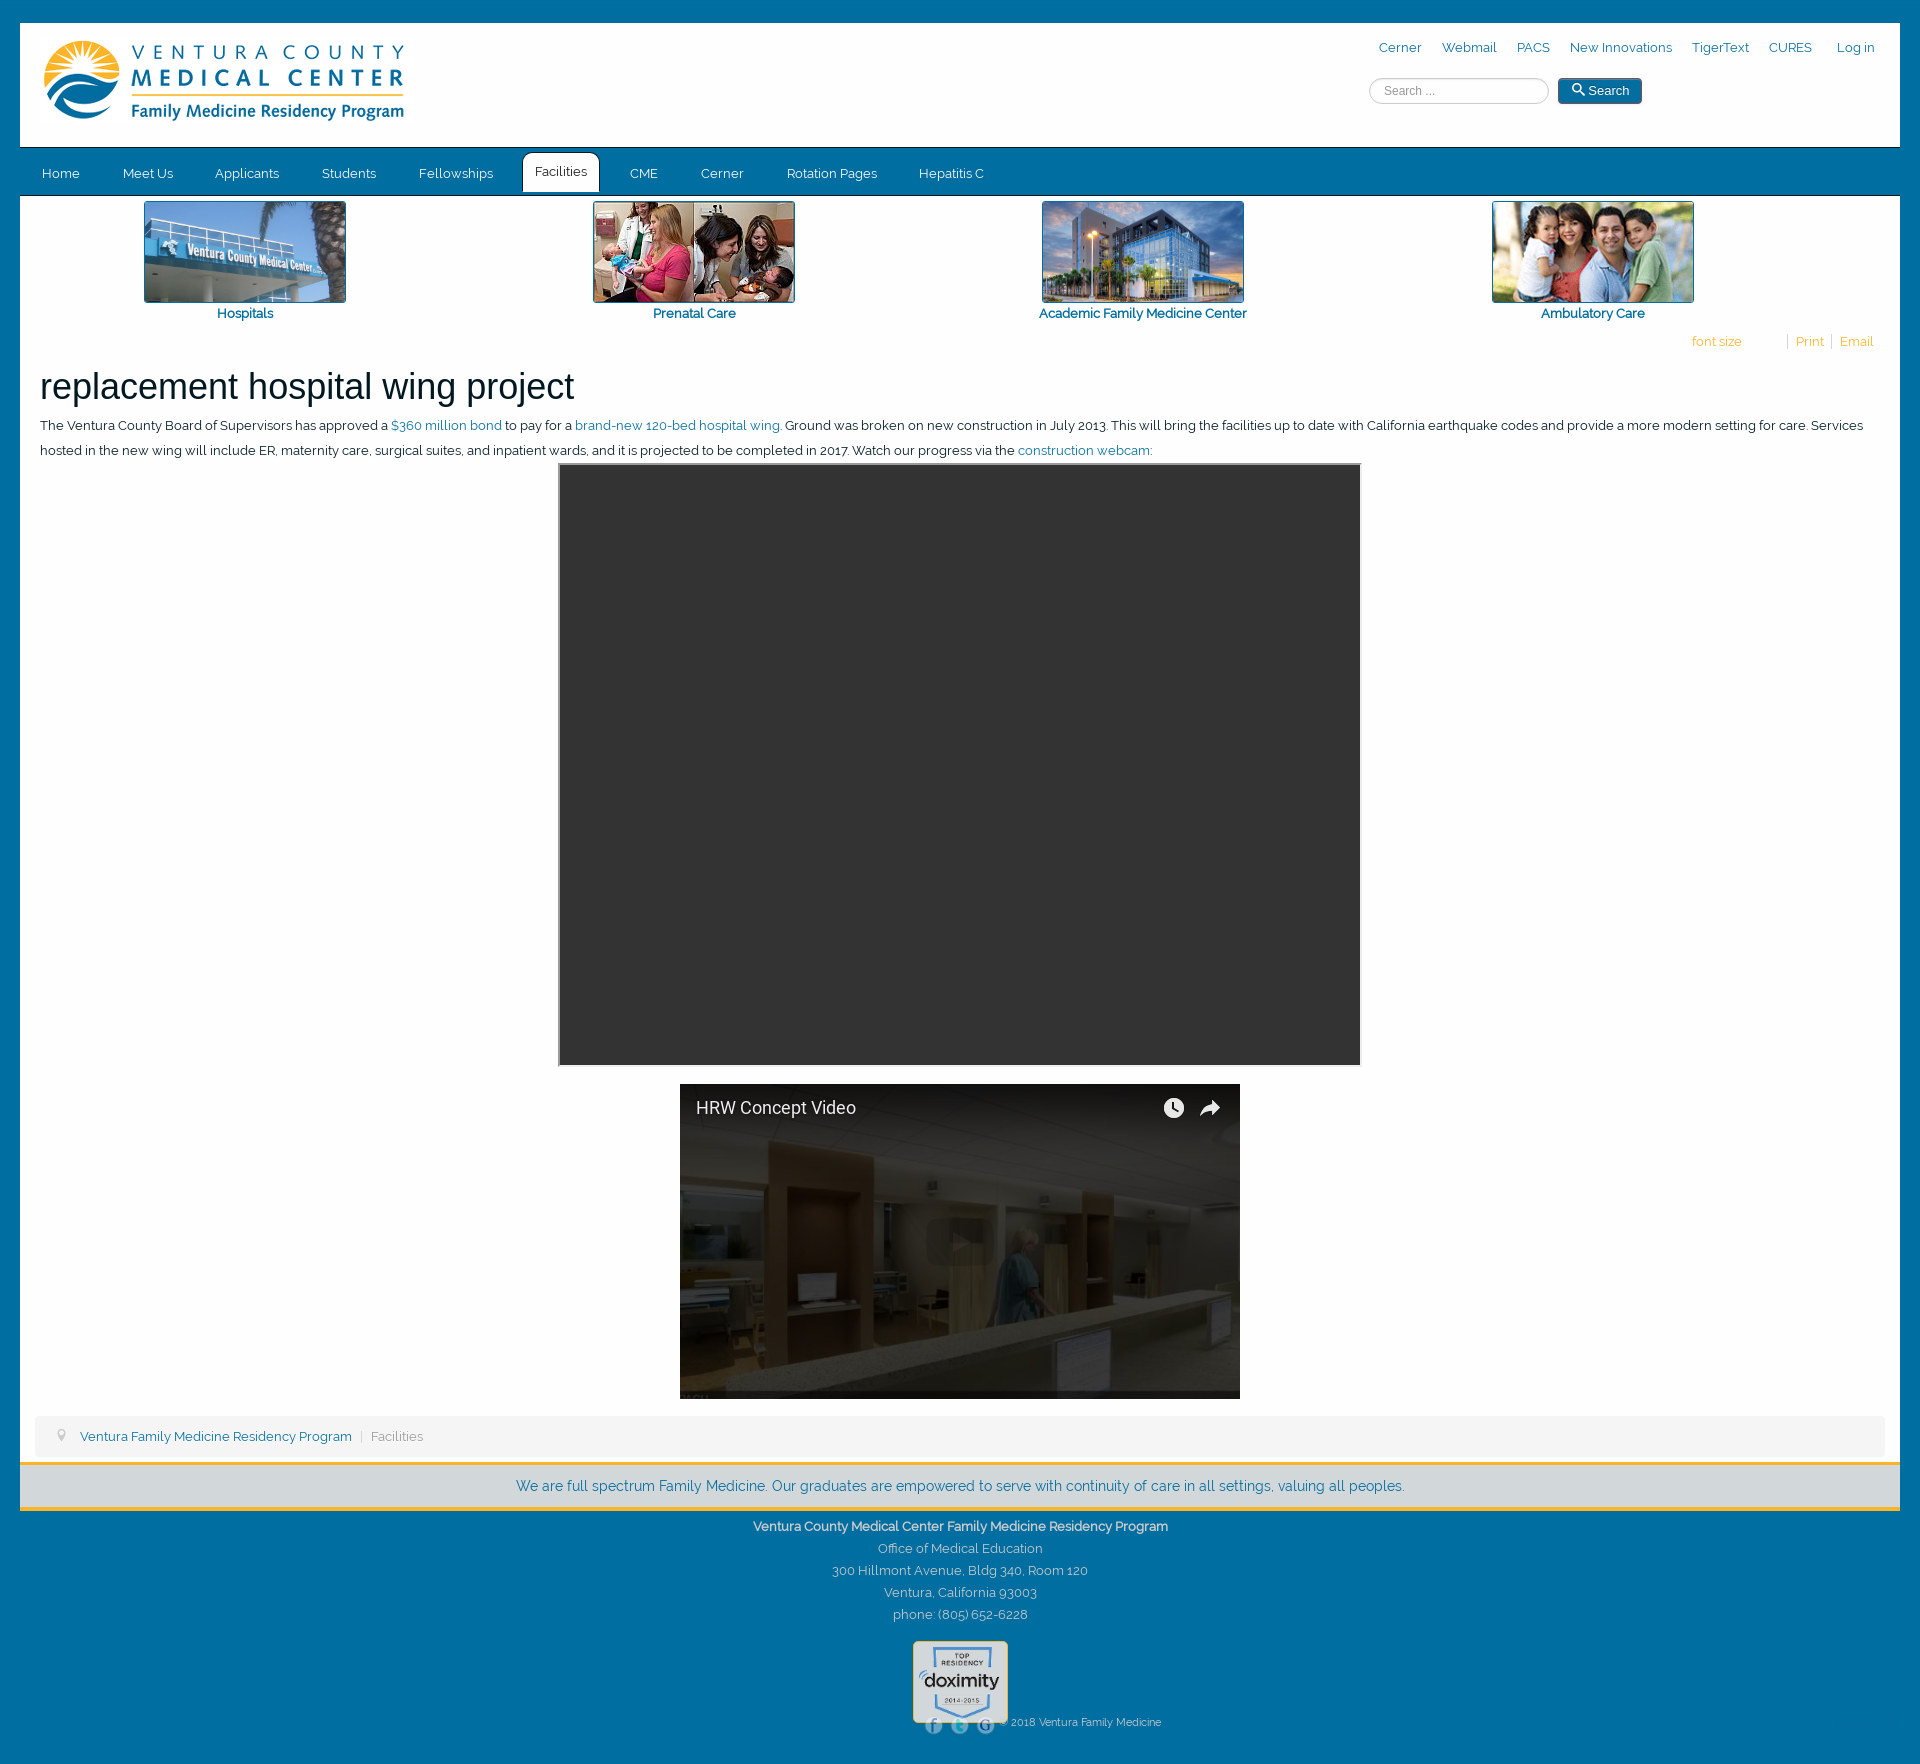 VENTURA COUNTY
MEDICAL CENTER
Family Medicine Residency Program
Cerner Webmail PACS New Innovations TigerText CURES Log in
Search ... Search
Home Meet Us Applicants Students Fellowships Facilities CME Cerner Rotation Pages Hepatitis C
Ventura County Medical Center
Hospitals Prenatal Care Academic Family Medicine Center Ambulatory Care
font size Print Email
replacement hospital wing project
The Ventura County Board of Supervisors has approved a $360 million bond to pay for a brand-new 120-bed hospital wing. Ground was broken on new construction in July 2013. This will bring the facilities up to date with California earthquake codes and provide a more modern setting for care. Services
hosted in the new wing will include ER, maternity care, surgical suites, and inpatient wards, and it is projected to be completed in 2017. Watch our progress via the construction webcam:
HRW Concept Video
Ventura Family Medicine Residency Program | Facilities
We are full spectrum Family Medicine. Our graduates are empowered to serve with continuity of care in all settings, valuing all peoples.
Ventura County Medical Center Family Medicine Residency Program
Office of Medical Education
300 Hillmont Avenue, Bldg 340, Room 120
Ventura, California 93003
phone: (805) 652-6228
TOP
RESIDENCY
doximity
2014-2015
f t G © 2018 Ventura Family Medicine